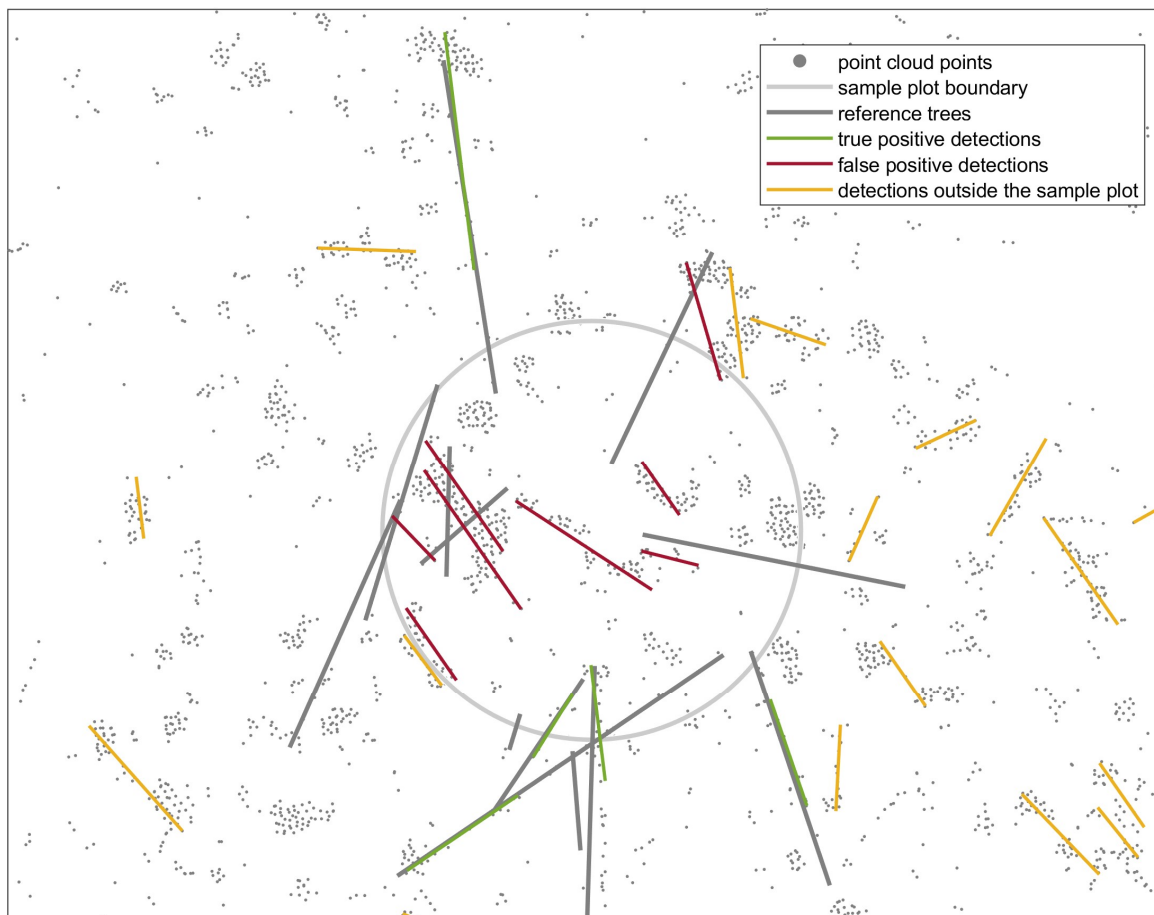 point cloud points
sample plot boundary
reference trees
true positive detections
false positive detections
detections outside the sample plot